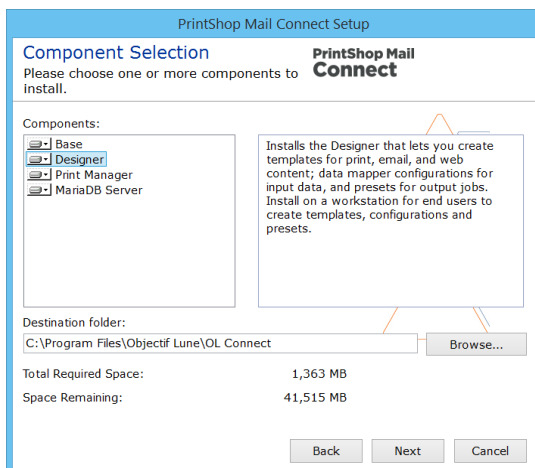 PrintShop Mail Connect Setup
Component Selection
Please choose one or more components to
install.
PrintShop Mail
Connect
Components:
Base
Designer
Print Manager
MariaDB Server
Installs the Designer that lets you create
templates for print, email, and web
content; data mapper configurations for
input data, and presets for output jobs.
Install on a workstation for end users to
create templates, configurations and
presets.
Destination folder:
C:\Program Files\Objectif Lune\OL Connect
Browse...
Total Required Space: 1,363 MB
Space Remaining: 41,515 MB
Back Next Cancel